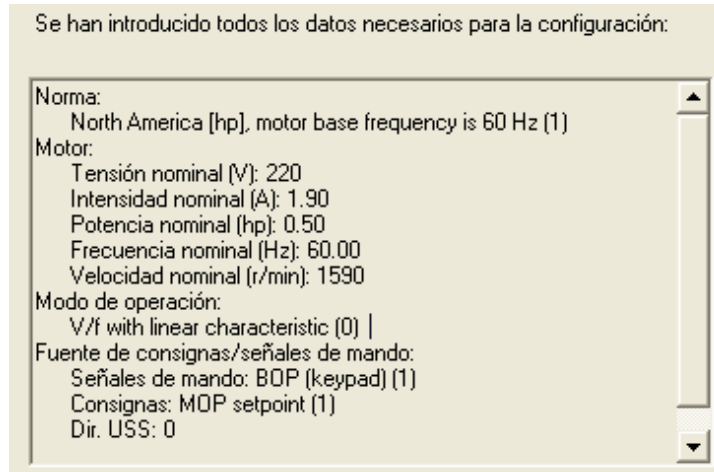 Se han introducido todos los datos necesarios para la configuración:
Norma:
North America [hp], motor base frequency is 60 Hz (1)
Motor:
Tensión nominal (V): 220
Intensidad nominal (A): 1.90
Potencia nominal (hp): 0.50
Frecuencia nominal (Hz): 60.00
Velocidad nominal (r/min): 1590
Modo de operación:
V/f with linear characteristic (0)
Fuente de consignas/señales de mando:
Señales de mando: BOP (keypad) (1)
Consignas: MOP setpoint (1)
Dir. USS: 0